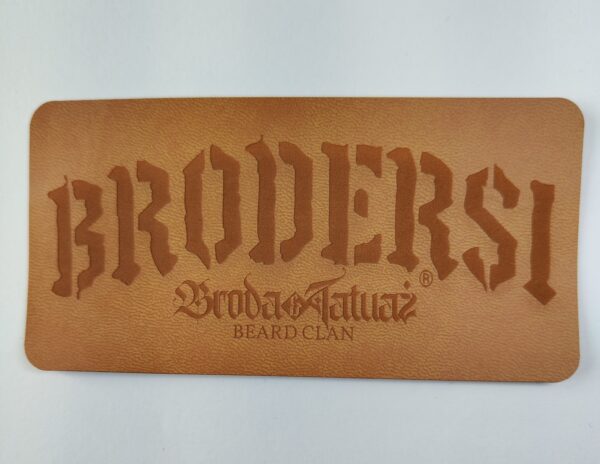 BRODERSI
Broda & Tatuaż ®
BEARD CLAN